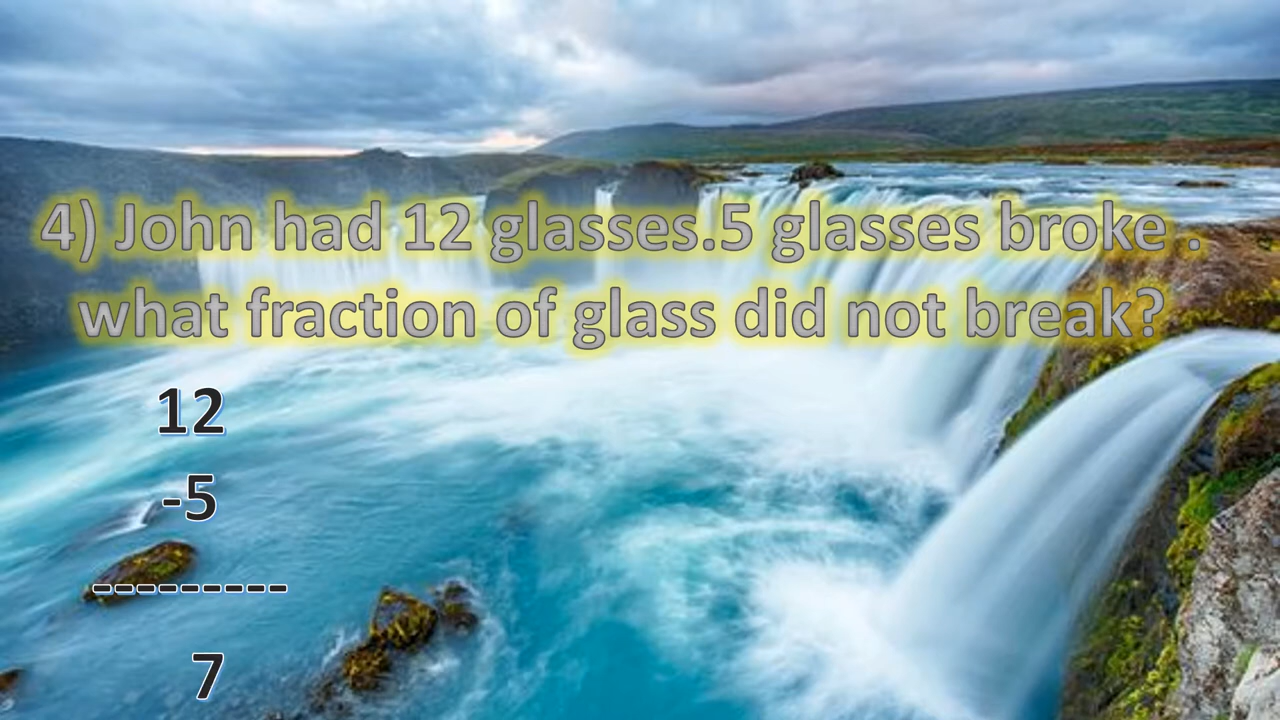 4) John had 12 glasses.5 glasses broke .
what fraction of glass did not break?
12
-5
---------
7